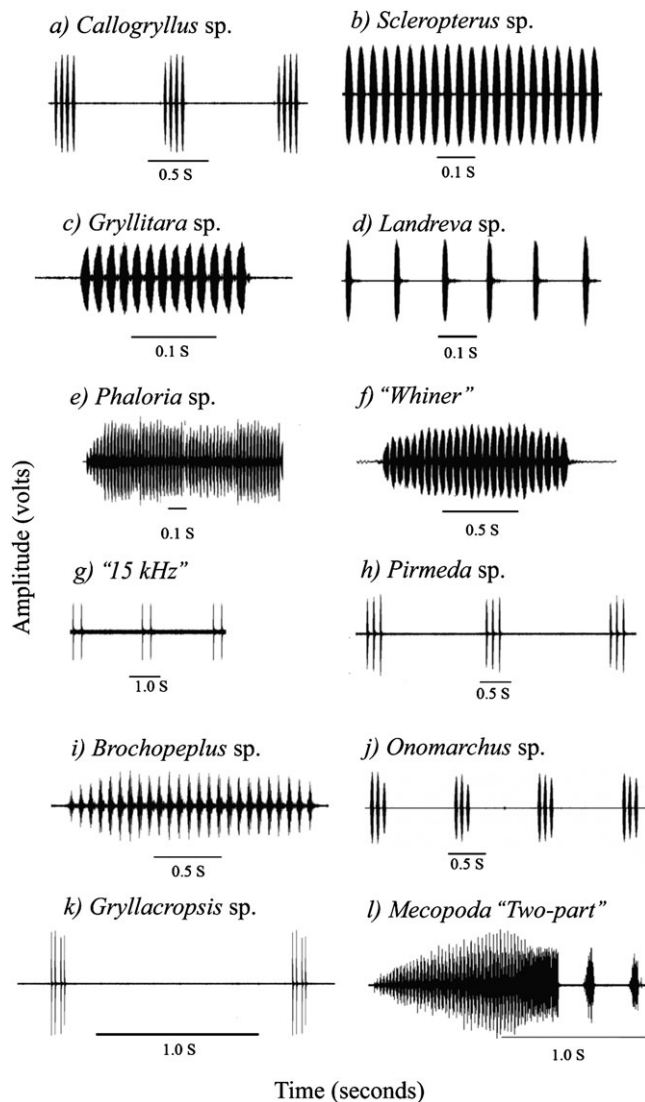 a) Callogryllus sp.
b) Scleropterus sp.
0.5 S
0.1 S
c) Gryllitara sp.
d) Landreva sp.
0.1 S
0.1 S
e) Phaloria sp.
f) “Whiner”
0.1 S
0.5 S
g) “15 kHz”
h) Pirmeda sp.
1.0 S
0.5 S
i) Brochopeplus sp.
j) Onomarchus sp.
0.5 S
0.5 S
k) Gryllacropsis sp.
l) Mecopoda “Two-part”
1.0 S
1.0 S
Amplitude (volts)
Time (seconds)